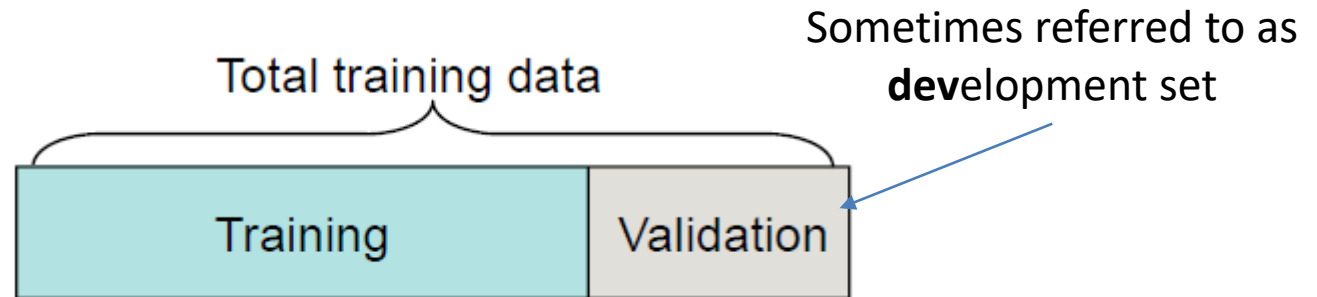 Sometimes referred to as
development set
Total training data
Training
Validation